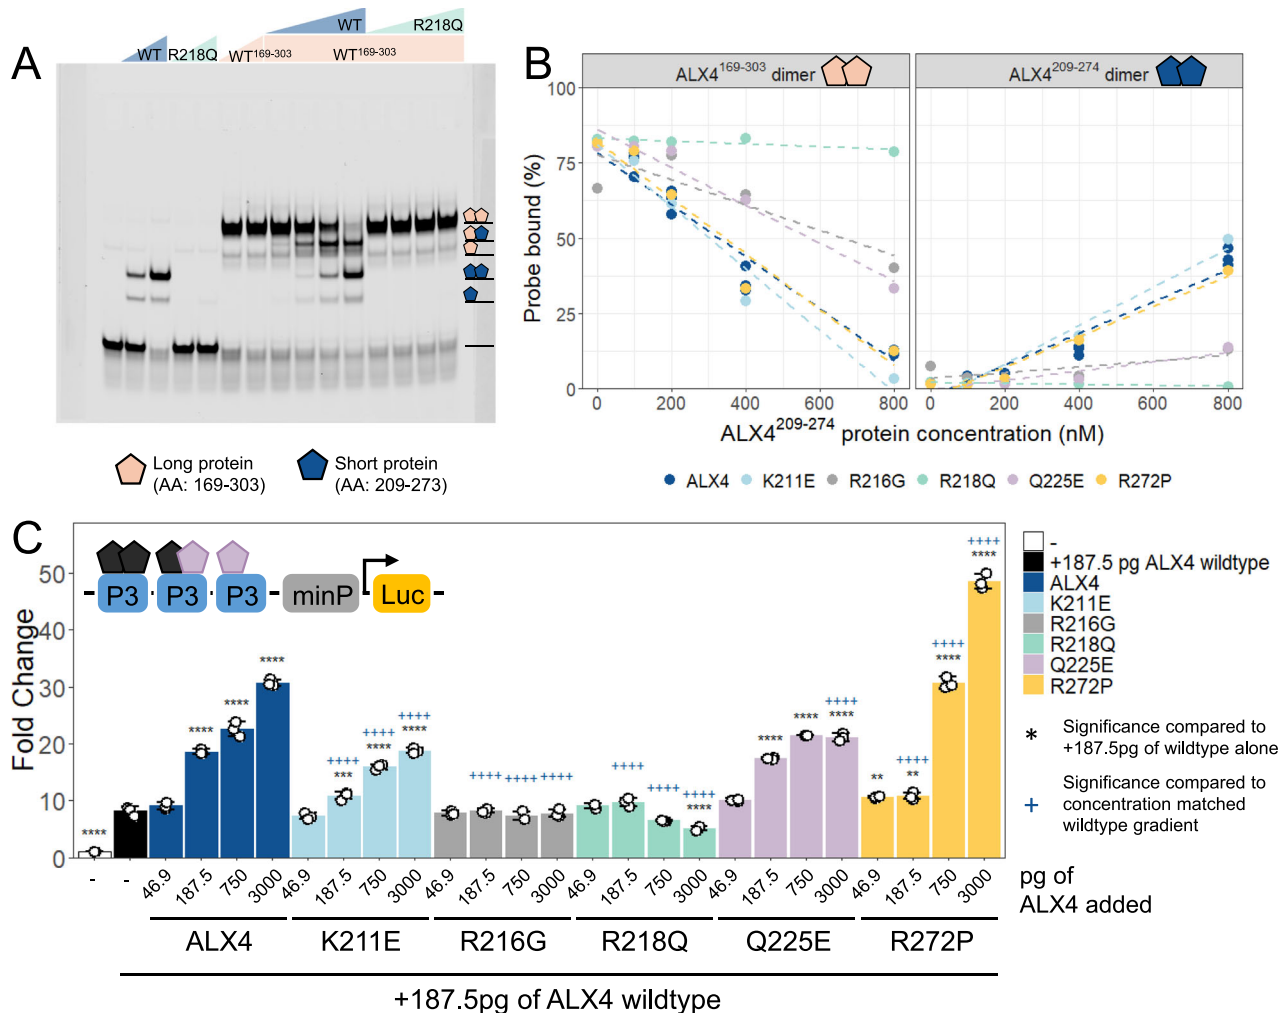 A
WT
R218Q
WT
R218Q
WT169-303
WT169-303
Long protein
(AA: 169-303)
Short protein
(AA: 209-273)
B
ALX4169-303 dimer
ALX4209-274 dimer
Probe bound (%)
100
75
50
25
0
0
200
400
600
800
0
200
400
600
800
ALX4209-274 protein concentration (nM)
ALX4
K211E
R216G
R218Q
Q225E
R272P
C
Fold Change
50
40
30
20
10
0
P3
P3
P3
minP
Luc
****
****
****
****
++++
***
++++
****
++++
****
++++
++++
++++
++++
++++
++++
****
****
****
++++
****
**
++++
**
++++
****
++++
****
-
-
46.9
187.5
750
3000
46.9
187.5
750
3000
46.9
187.5
750
3000
46.9
187.5
750
3000
46.9
187.5
750
3000
46.9
187.5
750
3000
pg of
ALX4 added
ALX4
K211E
R216G
R218Q
Q225E
R272P
+187.5pg of ALX4 wildtype
-
+187.5 pg ALX4 wildtype
ALX4
K211E
R216G
R218Q
Q225E
R272P
* Significance compared to
+187.5pg of wildtype alone
+ Significance compared to
concentration matched
wildtype gradient